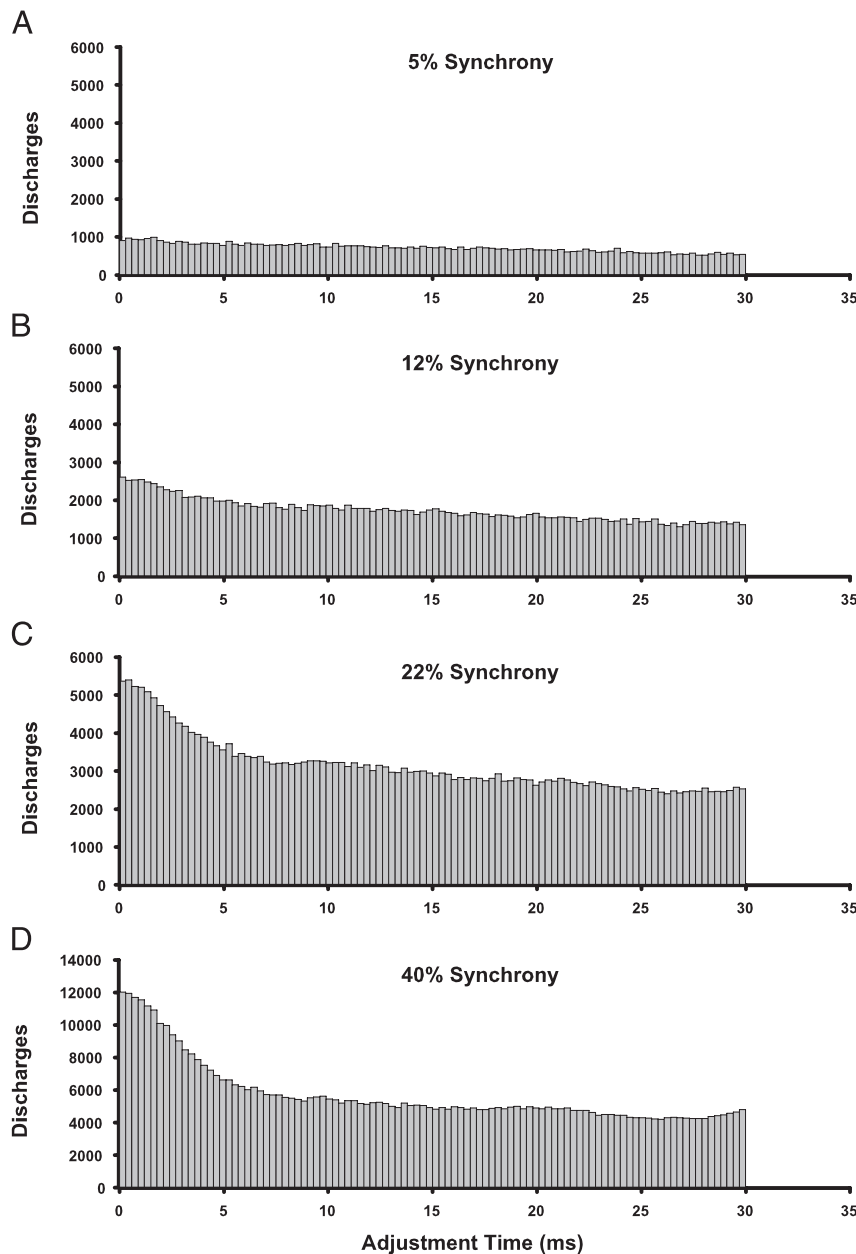 A
5% Synchrony
Discharges
6000
5000
4000
3000
2000
1000
0
0 5 10 15 20 25 30 35
B
12% Synchrony
Discharges
6000
5000
4000
3000
2000
1000
0
0 5 10 15 20 25 30 35
C
22% Synchrony
Discharges
6000
5000
4000
3000
2000
1000
0
0 5 10 15 20 25 30 35
D
40% Synchrony
Discharges
14000
12000
10000
8000
6000
4000
2000
0
0 5 10 15 20 25 30 35
Adjustment Time (ms)